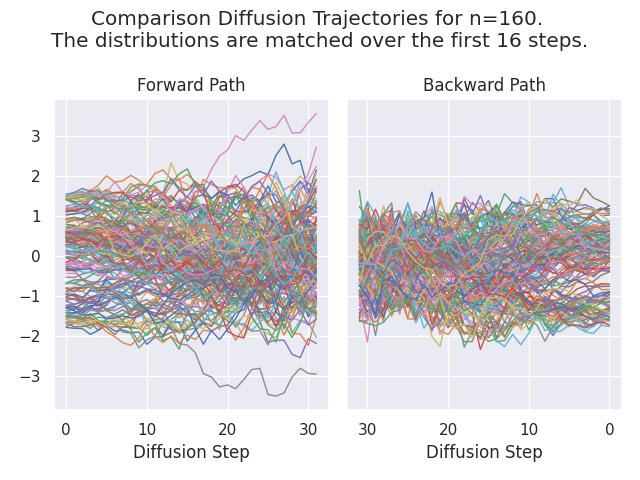 Comparison Diffusion Trajectories for n=160.
The distributions are matched over the first 16 steps.
Forward Path
Backward Path
3
2
1
0
−1
−2
−3
0 10 20 30
30 20 10 0
Diffusion Step
Diffusion Step